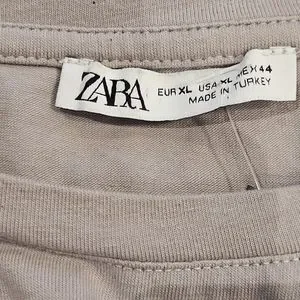 ZARA
EUR XL USA XL MEX 44
MADE IN TURKEY